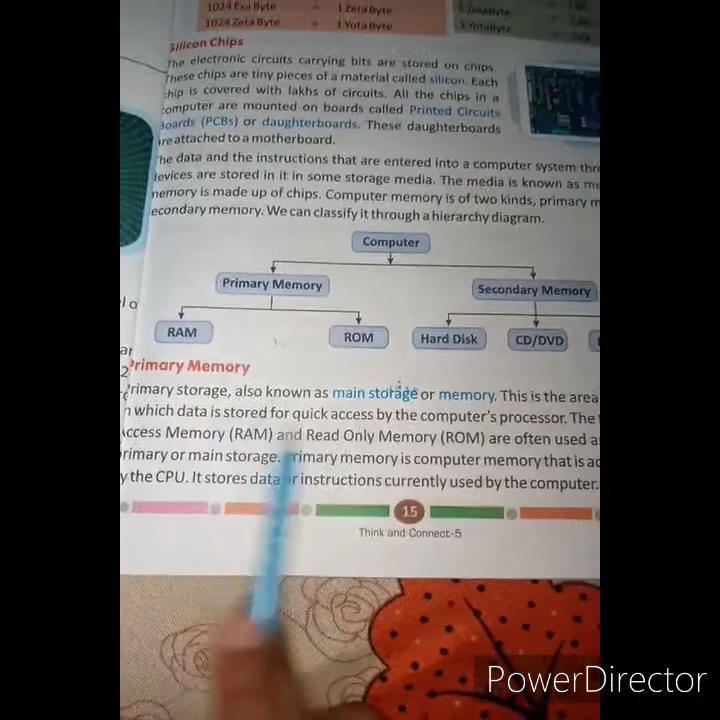 1024 Exa Byte = 1 Zeta Byte
1024 Zeta Byte = 1 Yota Byte
1 YotaByte
Silicon Chips
The electronic circuits carrying bits are stored on chips.
These chips are tiny pieces of a material called silicon. Each
chip is covered with lakhs of circuits. All the chips in a
computer are mounted on boards called Printed Circuits
Boards (PCBs) or daughterboards. These daughterboards
are attached to a motherboard.
The data and the instructions that are entered into a computer system
devices are stored in it in some storage media. The media is known as
memory is made up of chips. Computer memory is of two kinds, primary
econdary memory. We can classify it through a hierarchy diagram.
Computer
Primary Memory
Secondary Memory
RAM
ROM
Hard Disk
CD/DVD
Primary Memory
Primary storage, also known as main storage or memory. This is the area
n which data is stored for quick access by the computer's processor. The
Access Memory (RAM) and Read Only Memory (ROM) are often used
primary or main storage. Primary memory is computer memory that is
y the CPU. It stores data or instructions currently used by the computer.
15
Think and Connect-5
PowerDirector